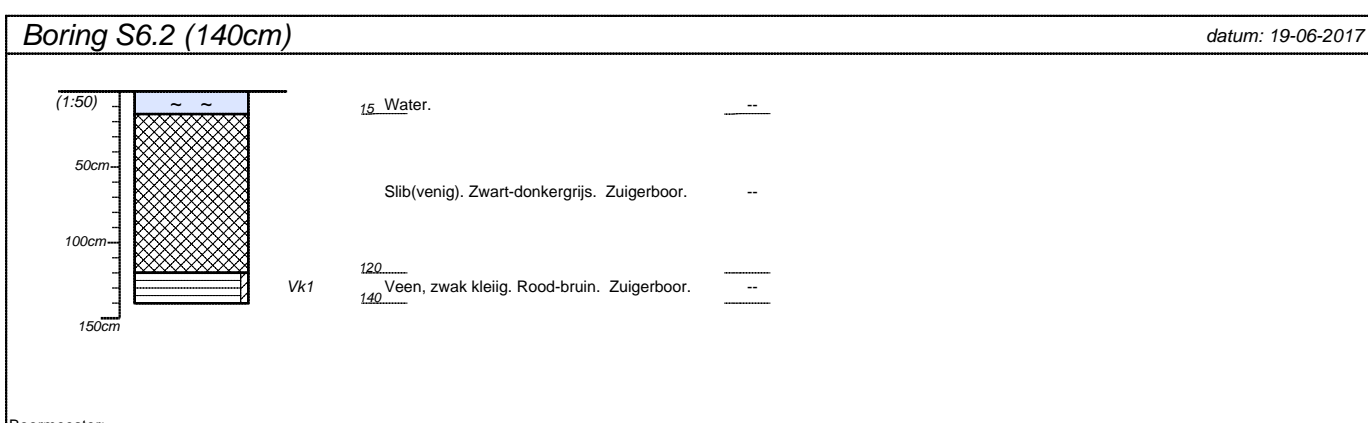 Boring S6.2 (140cm) datum: 19-06-2017
(1:50) ~ ~ 15 Water. --
50cm
Slib(venig). Zwart-donkergrijs. Zuigerboor. --
100cm
120
Vk1 Veen, zwak kleiig. Rood-bruin. Zuigerboor. --
140
150cm